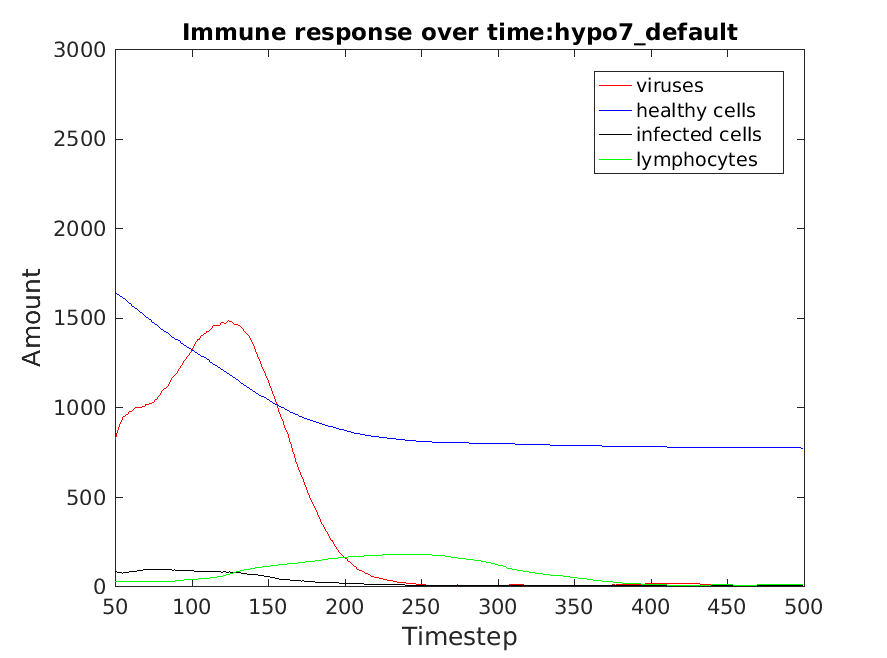 Immune response over time:hypo7_default
3000
2500
2000
1500
1000
500
0
Amount
viruses
healthy cells
infected cells
lymphocytes
50 100 150 200 250 300 350 400 450 500
Timestep